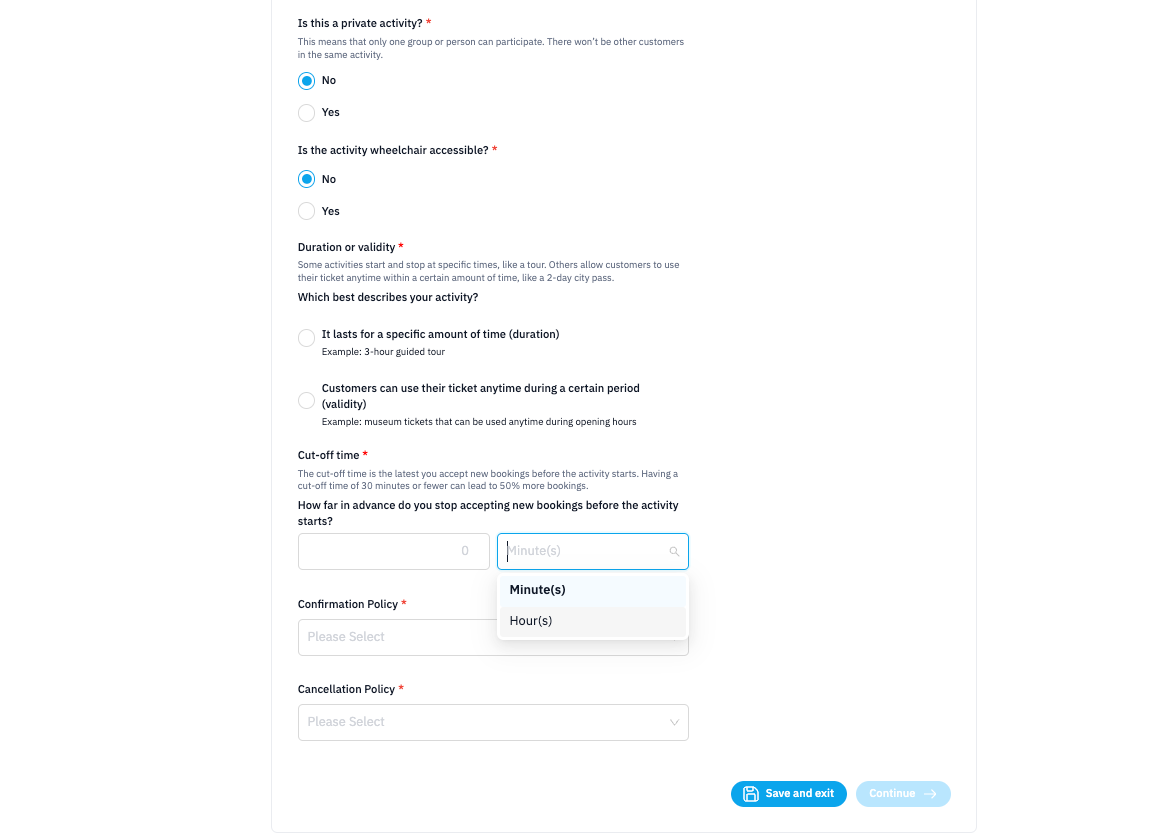 Is this a private activity? *
This means that only one group or person can participate. There won't be other customers
in the same activity.
No
Yes
Is the activity wheelchair accessible? *
No
Yes
Duration or validity *
Some activities start and stop at specific times, like a tour. Others allow customers to use
their ticket anytime within a certain amount of time, like a 2-day city pass.
Which best describes your activity?
It lasts for a specific amount of time (duration)
Example: 3-hour guided tour
Customers can use their ticket anytime during a certain period
(validity)
Example: museum tickets that can be used anytime during opening hours
Cut-off time *
The cut-off time is the latest you accept new bookings before the activity starts. Having a
cut-off time of 30 minutes or fewer can lead to 50% more bookings.
How far in advance do you stop accepting new bookings before the activity
starts?
0
Minute(s)
Minute(s)
Hour(s)
Confirmation Policy *
Please Select
Cancellation Policy *
Please Select
Save and exit
Continue